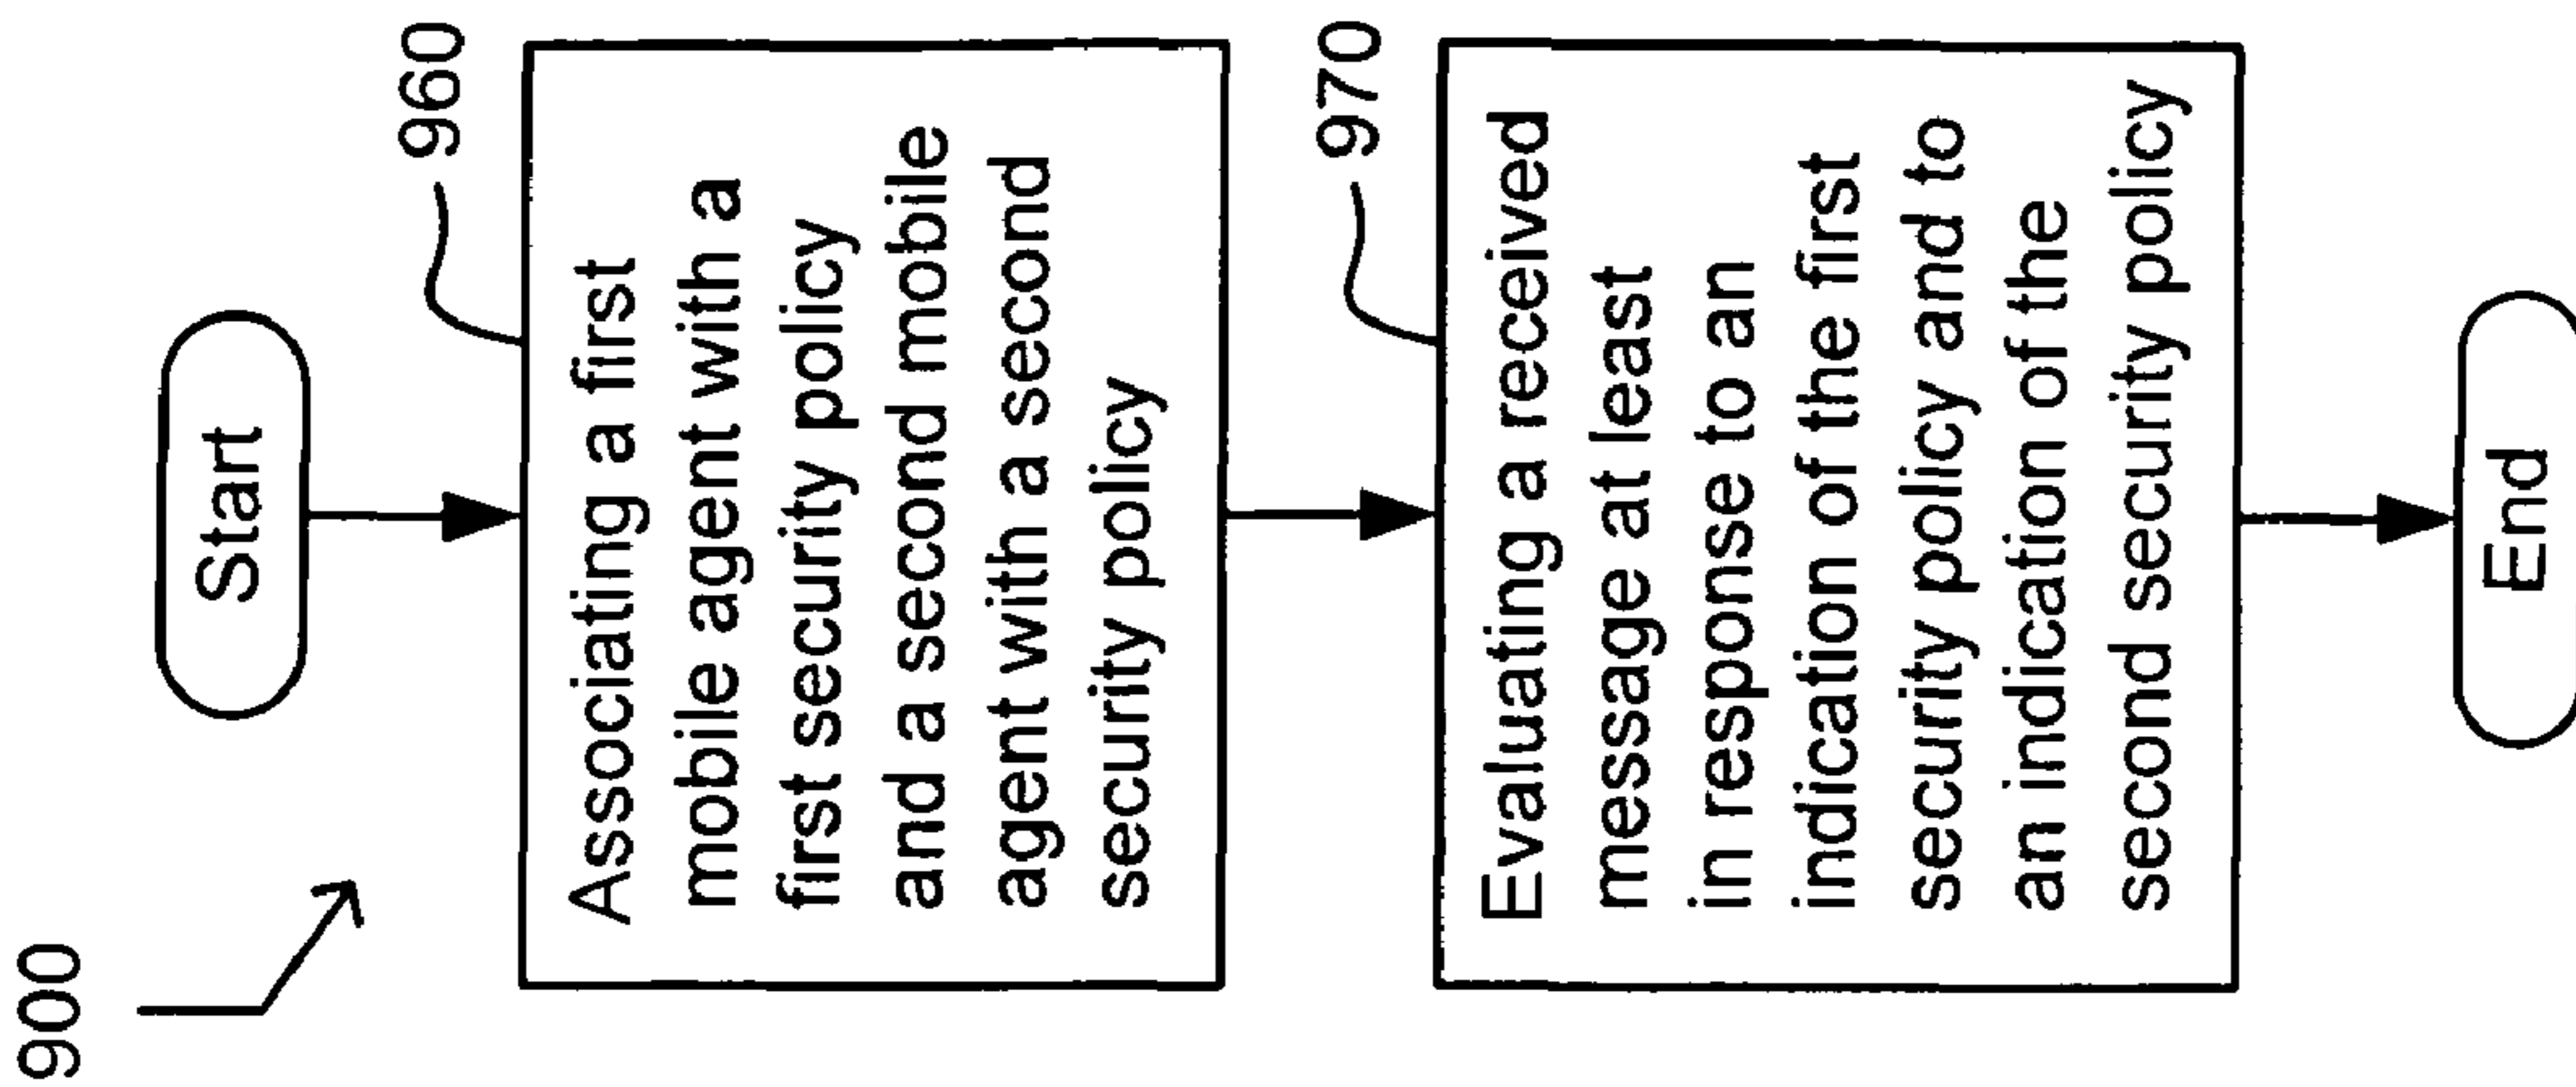 900
Start
960
Associating a first
mobile agent with a
first security policy
and a second mobile
agent with a second
security policy
970
Evaluating a received
message at least
in response to an
indication of the first
security policy and to
an indication of the
second security policy
End